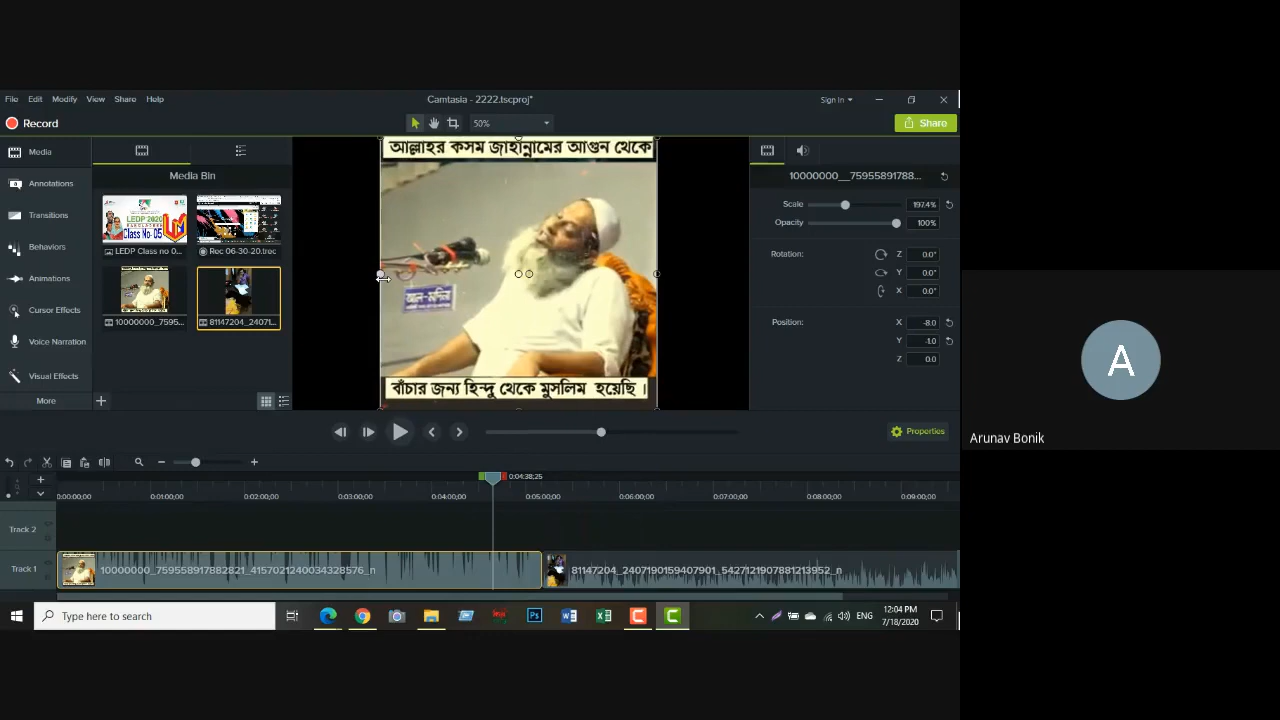 File Edit Modify View Share Help
Camtasia - 2222.tscproj*
Sign In
Record
50%
Share
Media
Annotations
Transitions
Behaviors
Animations
Cursor Effects
Voice Narration
Visual Effects
More
Media Bin
LEDP 2020
Class No-05
LEDP Class no 0...
Rec 06-30-20.trec
10000000_7595...
81147204_24071...
আল্লাহর কসম জাহান্নামের আগুন থেকে
বাঁচার জন্য হিন্দু থেকে মুসলিম হয়েছি ।
10000000__75955891788...
Scale 197.4%
Opacity 100%
Rotation: Z 0.0°
Y 0.0°
X 0.0°
Position: X -8.0
Y -1.0
Z 0.0
Properties
0:04:38;25
0:00:00;00 0:01:00;00 0:02:00;00 0:03:00;00 0:04:00;00 0:05:00;00 0:06:00;00 0:07:00;00 0:08:00;00 0:09:00;00
Track 2
Track 1
10000000_759558917882821_4157021240034328576_n
81147204_2407190159407901_5427121907881213952_n
Type here to search
ENG
12:04 PM
7/18/2020
A
Arunav Bonik